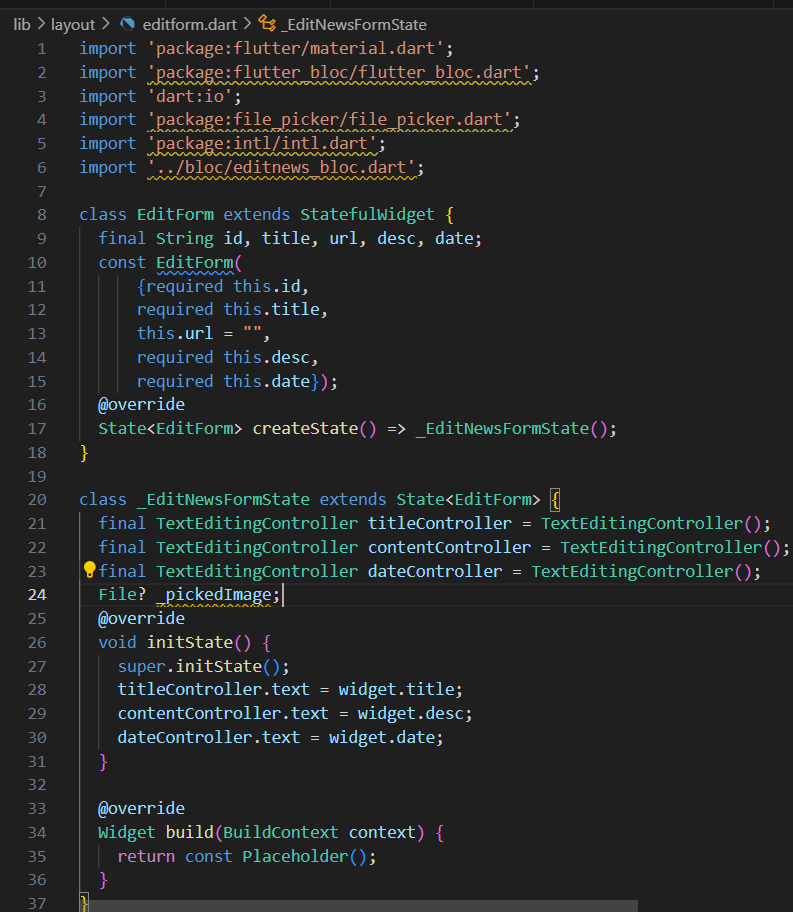 lib > layout > editform.dart > _EditNewsFormState
1 import 'package:flutter/material.dart';
2 import 'package:flutter_bloc/flutter_bloc.dart';
3 import 'dart:io';
4 import 'package:file_picker/file_picker.dart';
5 import 'package:intl/intl.dart';
6 import '../bloc/editnews_bloc.dart';
7
8 class EditForm extends StatefulWidget {
9   final String id, title, url, desc, date;
10   const EditForm(
11       {required this.id,
12       required this.title,
13       this.url = "",
14       required this.desc,
15       required this.date});
16   @override
17   State<EditForm> createState() => _EditNewsFormState();
18 }
19
20 class _EditNewsFormState extends State<EditForm> {
21   final TextEditingController titleController = TextEditingController();
22   final TextEditingController contentController = TextEditingController();
23   final TextEditingController dateController = TextEditingController();
24   File? _pickedImage;
25   @override
26   void initState() {
27     super.initState();
28     titleController.text = widget.title;
29     contentController.text = widget.desc;
30     dateController.text = widget.date;
31   }
32
33   @override
34   Widget build(BuildContext context) {
35     return const Placeholder();
36   }
37 }